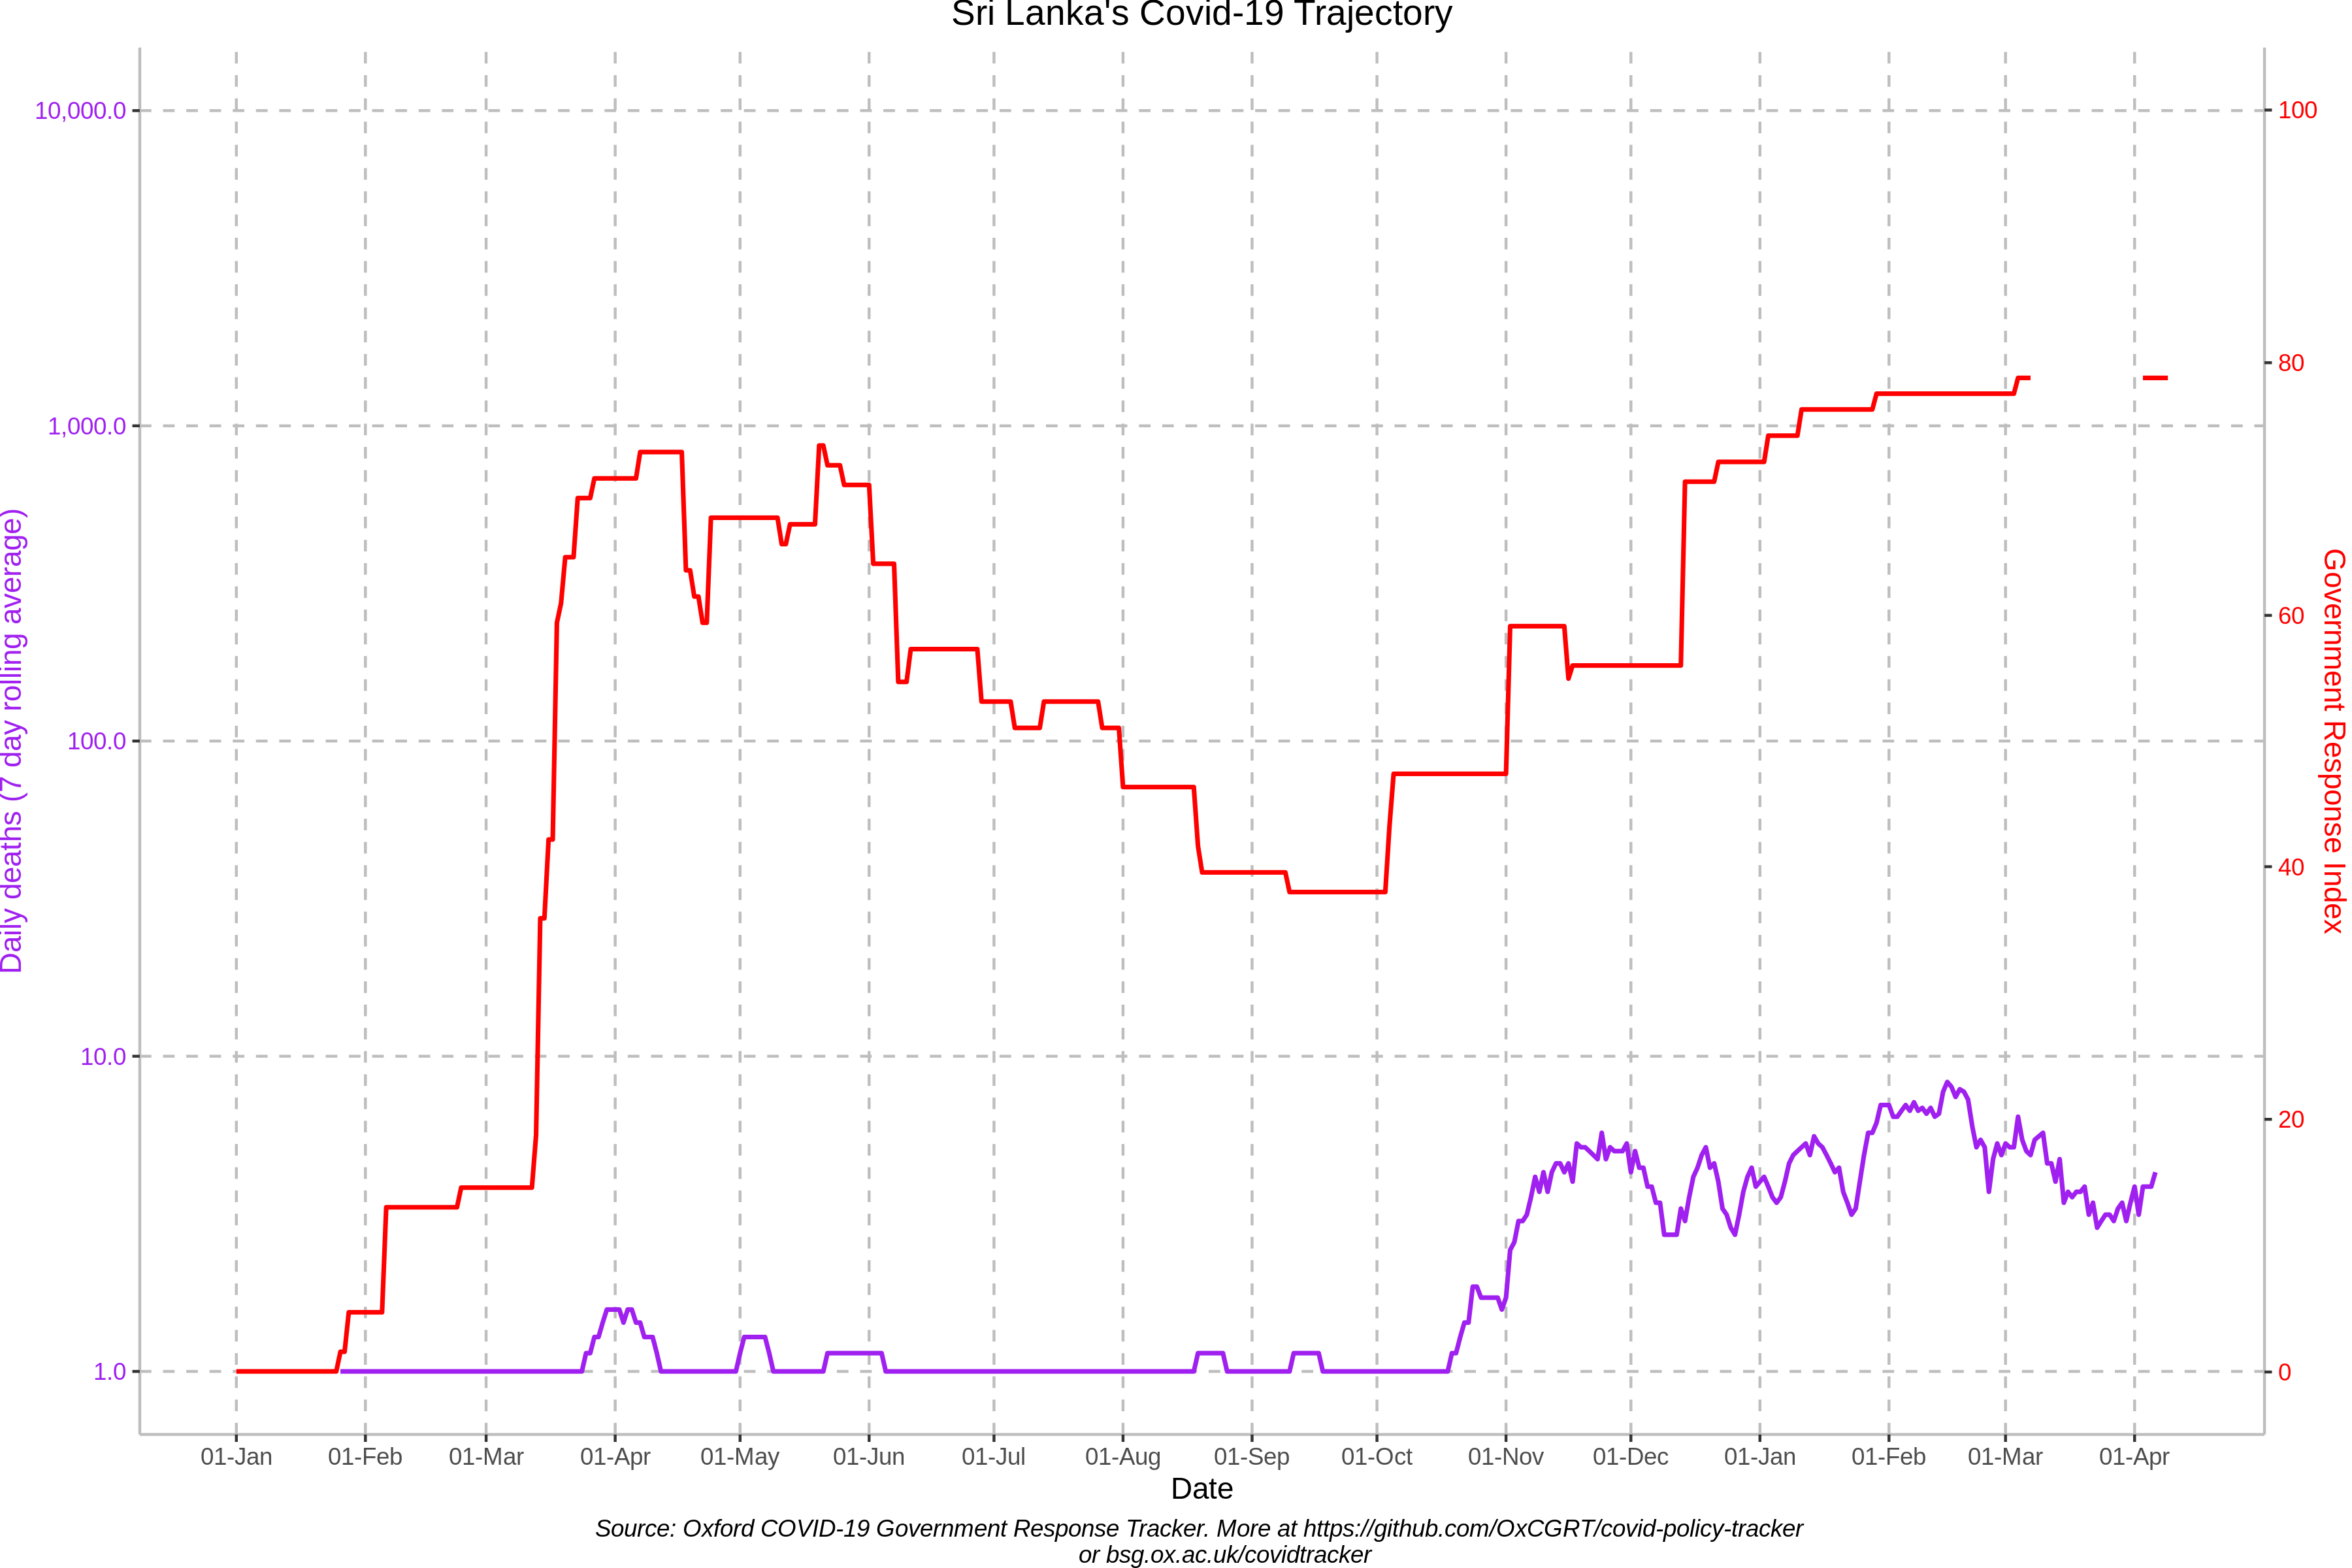 Sri Lanka's Covid-19 Trajectory
10,000.0
1,000.0
100.0
10.0
1.0
Daily deaths (7 day rolling average)
100
80
60
40
20
0
Government Response Index
01-Jan 01-Feb 01-Mar 01-Apr 01-May 01-Jun 01-Jul 01-Aug 01-Sep 01-Oct 01-Nov 01-Dec 01-Jan 01-Feb 01-Mar 01-Apr
Date
Source: Oxford COVID-19 Government Response Tracker. More at https://github.com/OxCGRT/covid-policy-tracker
or bsg.ox.ac.uk/covidtracker